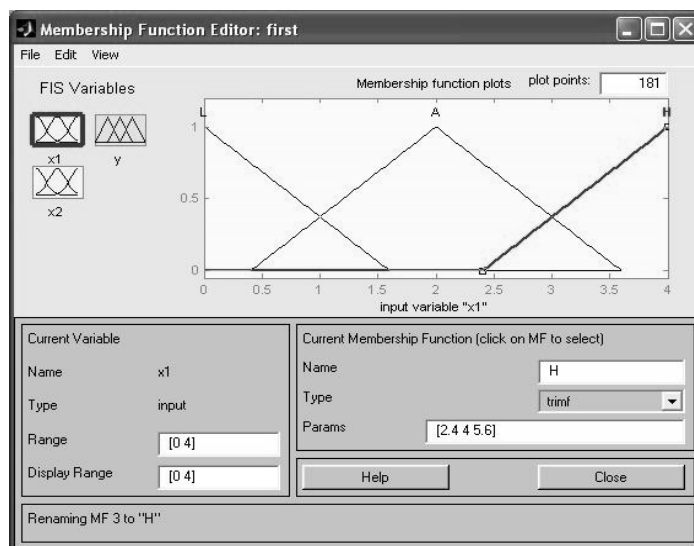 Membership Function Editor: first
File Edit View
FIS Variables
Membership function plots plot points: 181
x1
y
x2
L A H
1
0.5
0
0 0.5 1 1.5 2 2.5 3 3.5 4
input variable "x1"
Current Variable
Name x1
Type input
Range [0 4]
Display Range [0 4]
Current Membership Function (click on MF to select)
Name H
Type trimf
Params [2.4 4 5.6]
Help Close
Renaming MF 3 to "H"